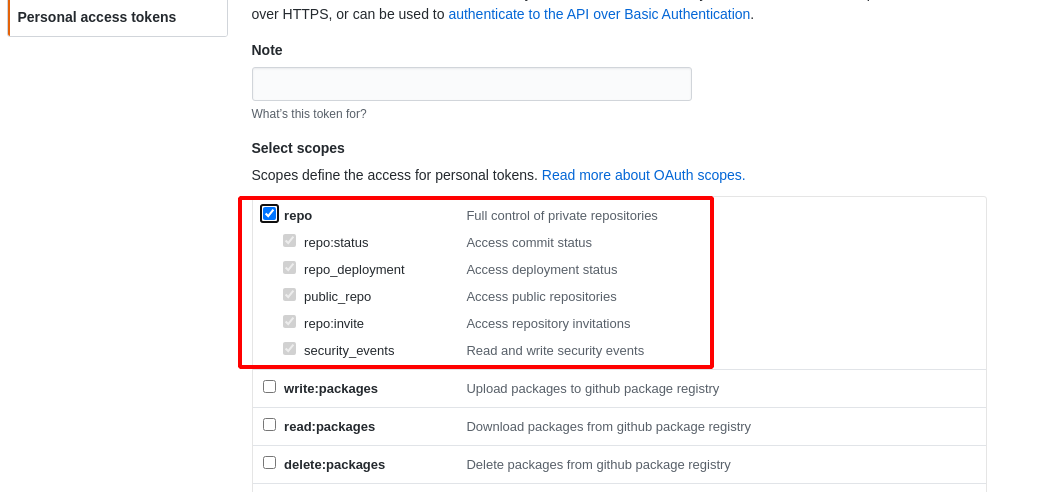 Personal access tokens
over HTTPS, or can be used to authenticate to the API over Basic Authentication.
Note
What's this token for?
Select scopes
Scopes define the access for personal tokens. Read more about OAuth scopes.
repo Full control of private repositories
repo:status Access commit status
repo_deployment Access deployment status
public_repo Access public repositories
repo:invite Access repository invitations
security_events Read and write security events
write:packages Upload packages to github package registry
read:packages Download packages from github package registry
delete:packages Delete packages from github package registry